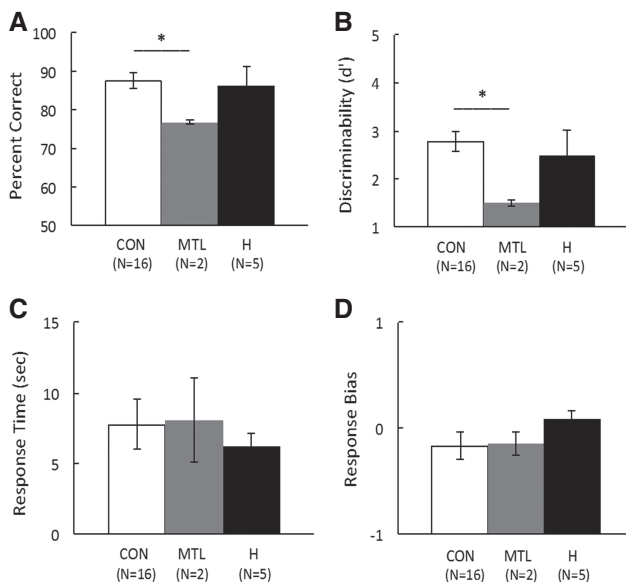 A
Percent Correct
100
90
80
70
60
50
*
CON
(N=16)
MTL
(N=2)
H
(N=5)
B
Discriminability (d')
5
4
3
2
1
*
CON
(N=16)
MTL
(N=2)
H
(N=5)
C
Response Time (sec)
15
10
5
0
CON
(N=16)
MTL
(N=2)
H
(N=5)
D
Response Bias
1
0
-1
CON
(N=16)
MTL
(N=2)
H
(N=5)